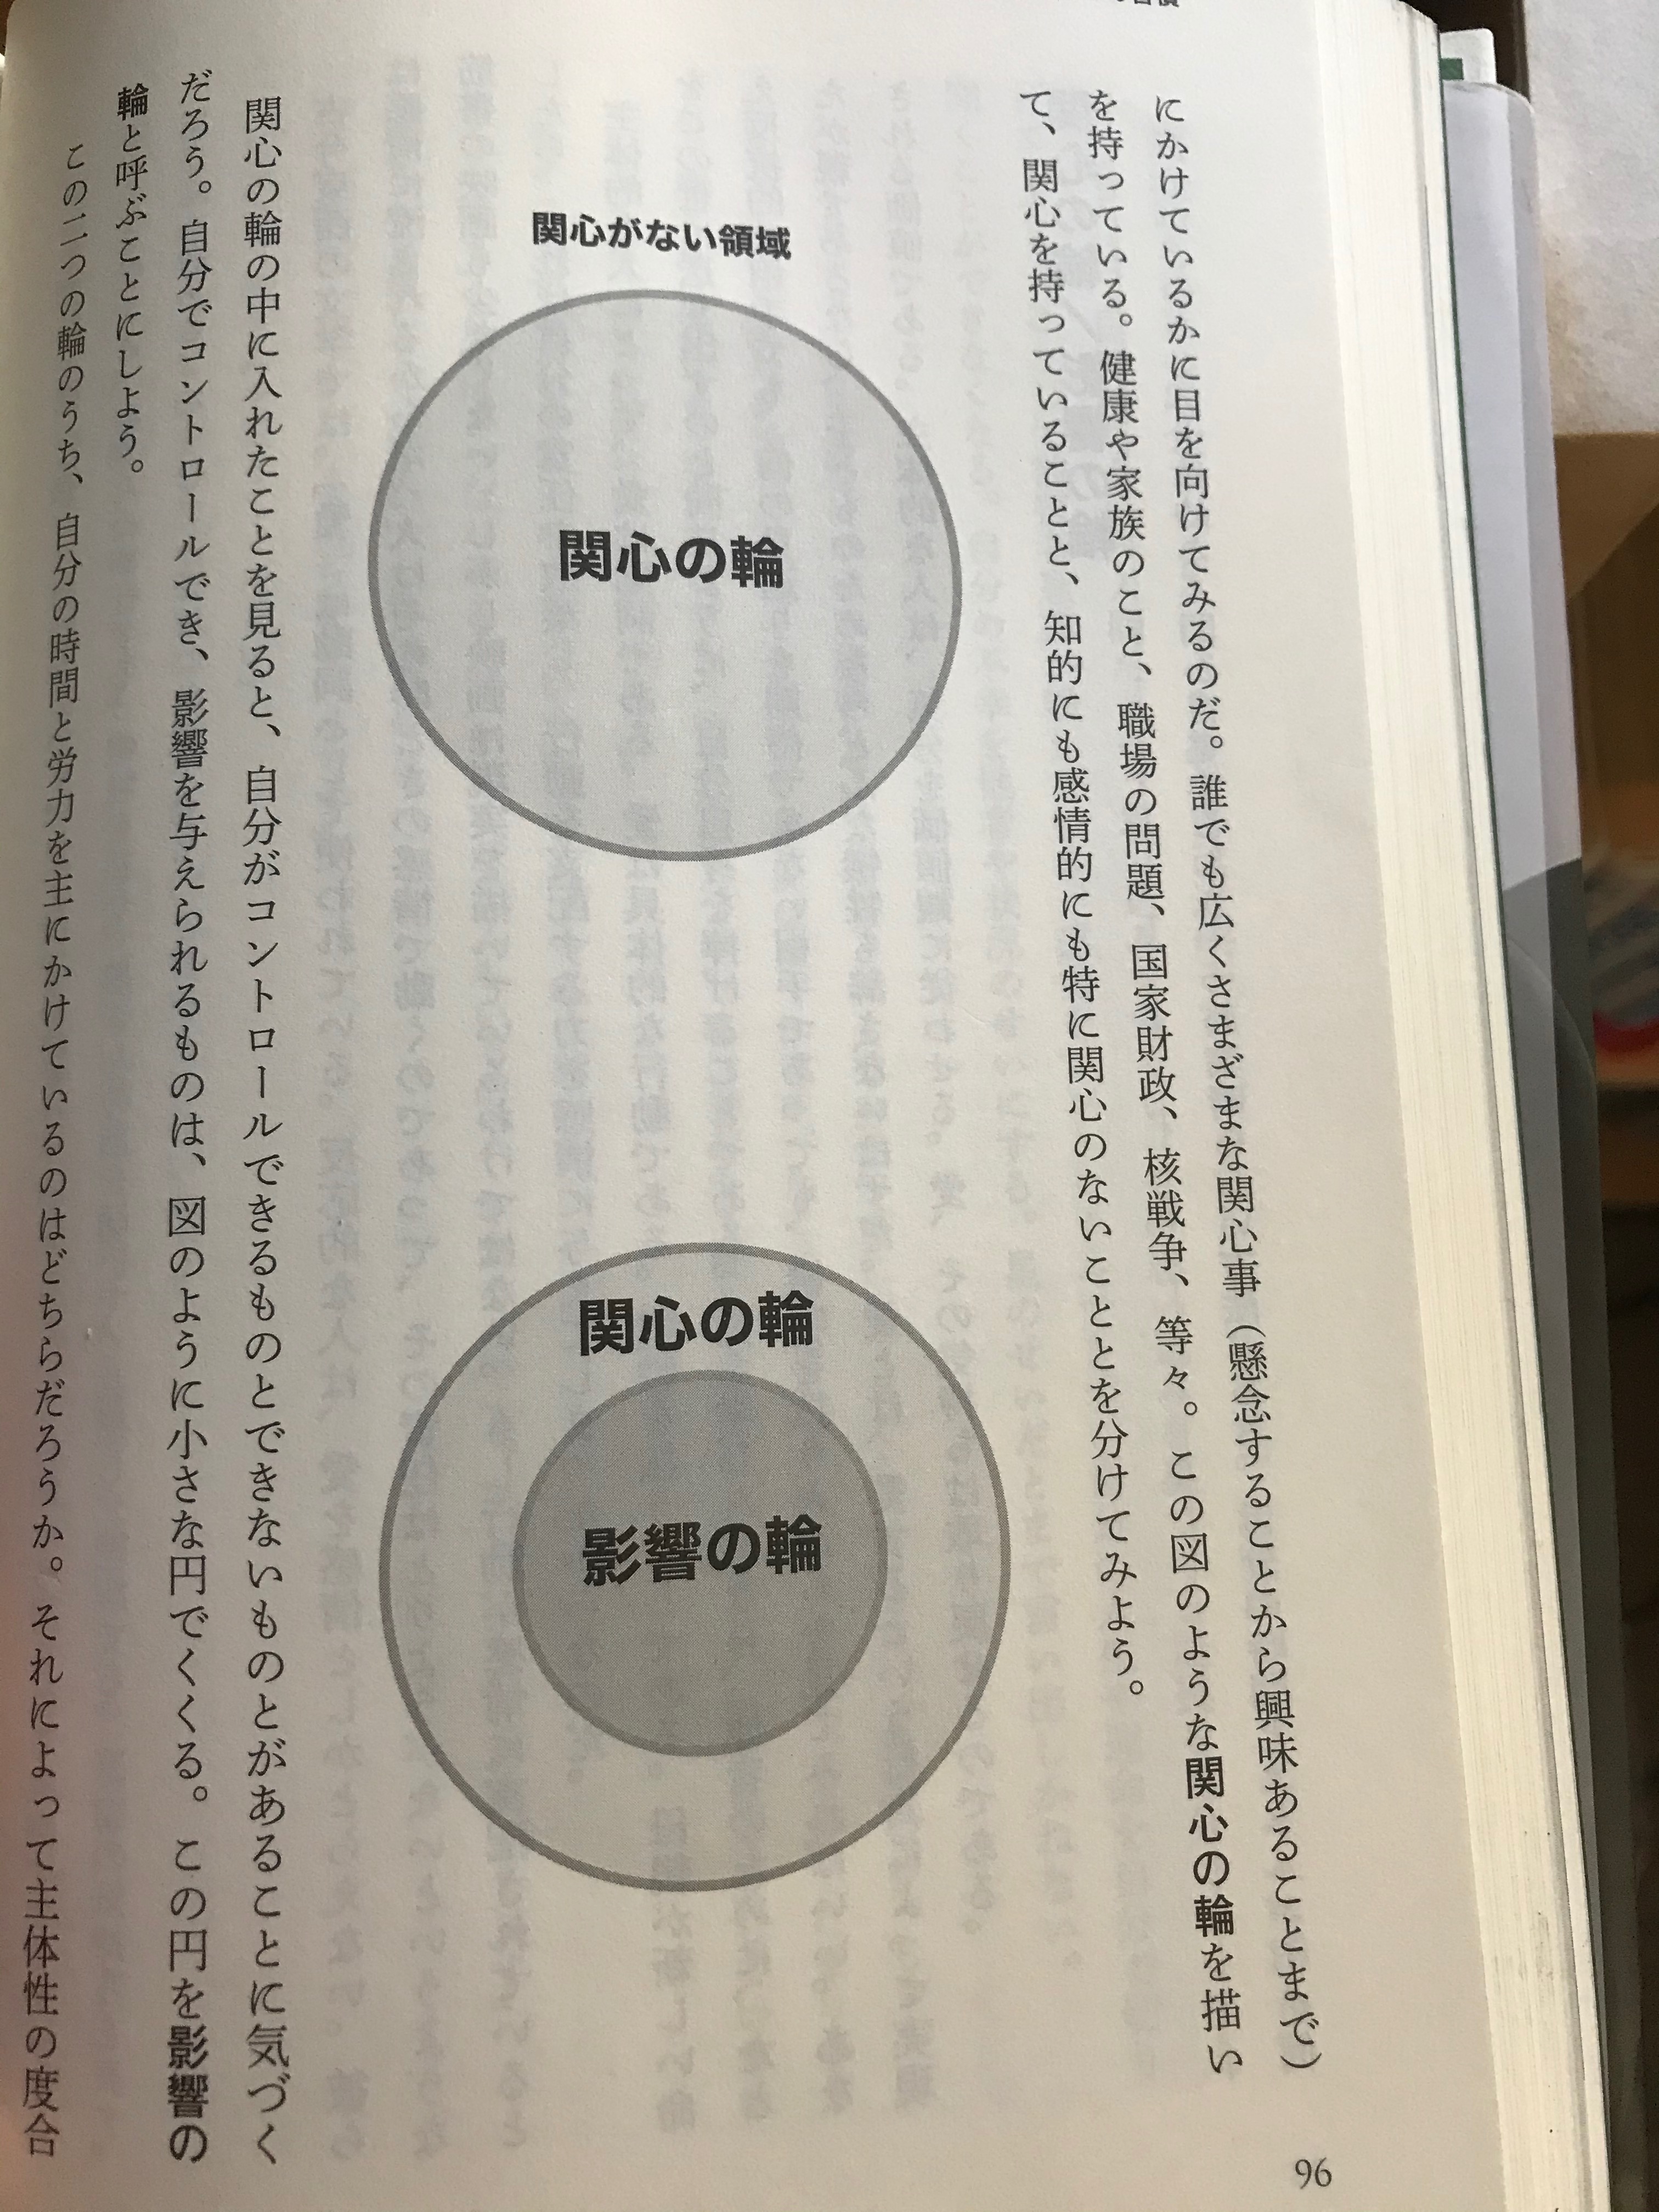 にかけているかに目を向けてみるのだ。誰でも広くさまざまな関心事（懸念することから興味あることまで）
を持っている。健康や家族のこと、職場の問題、国家財政、核戦争、等々。この図のような関心の輪を描い
て、関心を持っていることと、知的にも感情的にも特に関心のないこととを分けてみよう。
関心がない領域
関心の輪
関心の輪
影響の輪
関心の輪の中に入れたことを見ると、自分がコントロールできるものとできないものとがあることに気づく
だろう。自分でコントロールでき、影響を与えられるものは、図のように小さな円でくくる。この円を影響の
輪と呼ぶことにしよう。
この二つの輪のうち、自分の時間と労力を主にかけているのはどちらだろうか。それによって主体性の度合
96